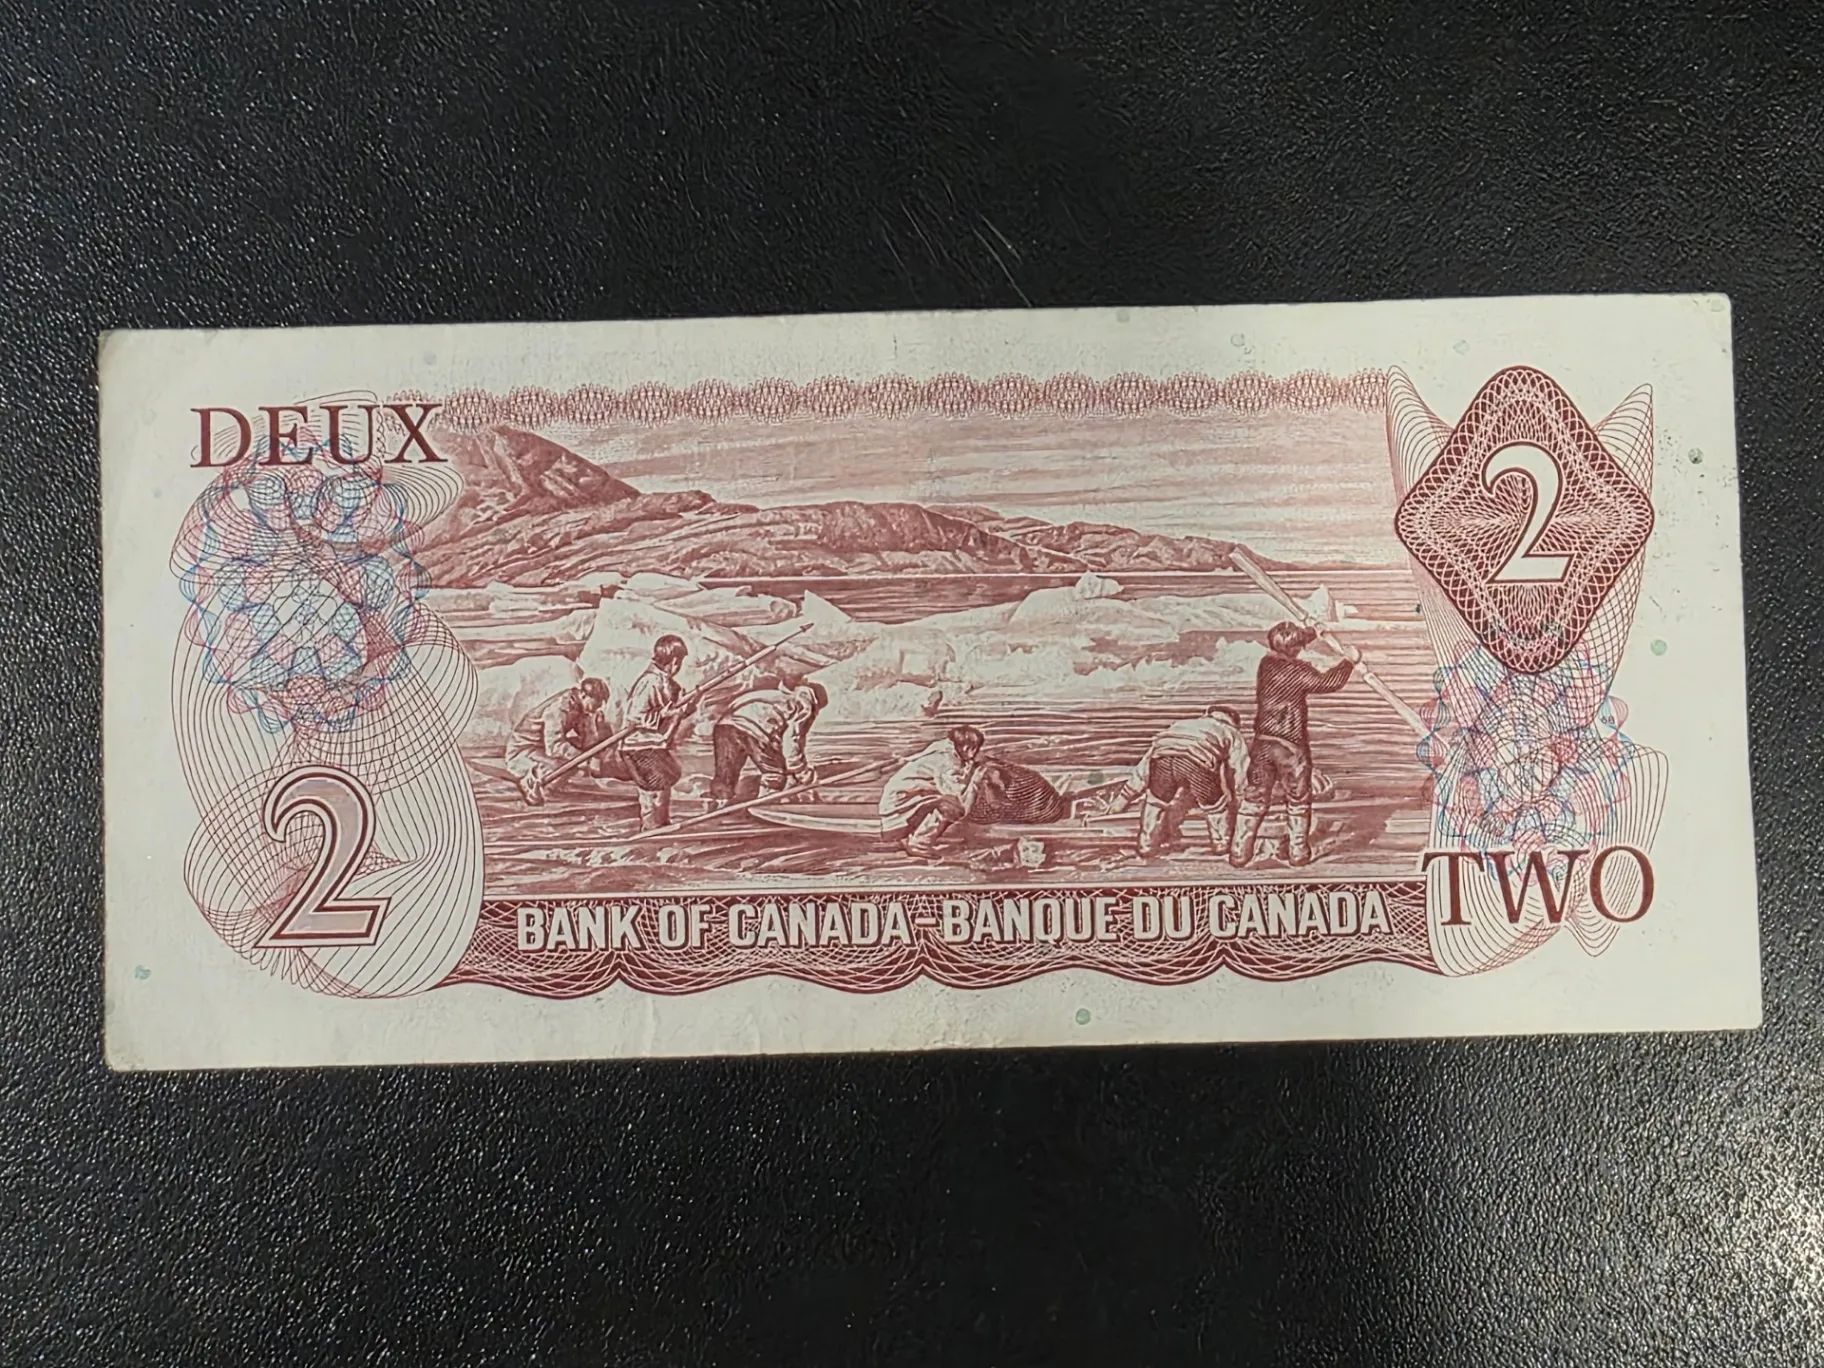 DEUX
2
2
BANK OF CANADA-BANQUE DU CANADA
TWO